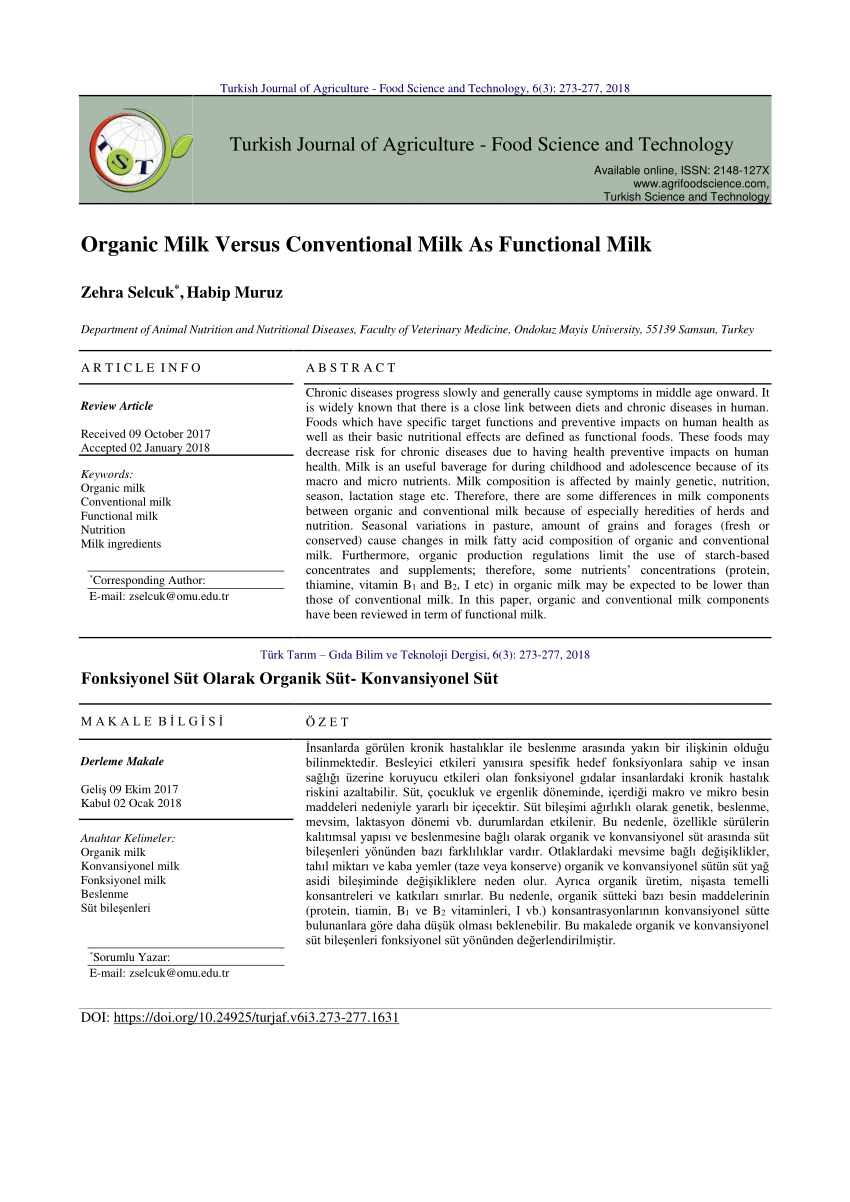 Turkish Journal of Agriculture - Food Science and Technology, 6(3): 273-277, 2018
TST
Turkish Journal of Agriculture - Food Science and Technology
Available online, ISSN: 2148-127X
www.agrifoodscience.com,
Turkish Science and Technology
Organic Milk Versus Conventional Milk As Functional Milk
Zehra Selcuk*, Habip Muruz
Department of Animal Nutrition and Nutritional Diseases, Faculty of Veterinary Medicine, Ondokuz Mayis University, 55139 Samsun, Turkey
ARTICLE INFO
Review Article
Received 09 October 2017
Accepted 02 January 2018
Keywords:
Organic milk
Conventional milk
Functional milk
Nutrition
Milk ingredients
*Corresponding Author:
E-mail: zselcuk@omu.edu.tr
ABSTRACT
Chronic diseases progress slowly and generally cause symptoms in middle age onward. It
is widely known that there is a close link between diets and chronic diseases in human.
Foods which have specific target functions and preventive impacts on human health as
well as their basic nutritional effects are defined as functional foods. These foods may
decrease risk for chronic diseases due to having health preventive impacts on human
health. Milk is an useful baverage for during childhood and adolescence because of its
macro and micro nutrients. Milk composition is affected by mainly genetic, nutrition,
season, lactation stage etc. Therefore, there are some differences in milk components
between organic and conventional milk because of especially heredities of herds and
nutrition. Seasonal variations in pasture, amount of grains and forages (fresh or
conserved) cause changes in milk fatty acid composition of organic and conventional
milk. Furthermore, organic production regulations limit the use of starch-based
concentrates and supplements; therefore, some nutrients’ concentrations (protein,
thiamine, vitamin B1 and B2, I etc) in organic milk may be expected to be lower than
those of conventional milk. In this paper, organic and conventional milk components
have been reviewed in term of functional milk.
Türk Tarım – Gıda Bilim ve Teknoloji Dergisi, 6(3): 273-277, 2018
Fonksiyonel Süt Olarak Organik Süt- Konvansiyonel Süt
MAKALE BİLGİSİ
Derleme Makale
Geliş 09 Ekim 2017
Kabul 02 Ocak 2018
Anahtar Kelimeler:
Organik milk
Konvansiyonel milk
Fonksiyonel milk
Beslenme
Süt bileşenleri
*Sorumlu Yazar:
E-mail: zselcuk@omu.edu.tr
ÖZET
İnsanlarda görülen kronik hastalıklar ile beslenme arasında yakın bir ilişkinin olduğu
bilinmektedir. Besleyici etkileri yanısıra spesifik hedef fonksiyonlara sahip ve insan
sağlığı üzerine koruyucu etkileri olan fonksiyonel gıdalar insanlardaki kronik hastalık
riskini azaltabilir. Süt, çocukluk ve ergenlik döneminde, içerdiği makro ve mikro besin
maddeleri nedeniyle yararlı bir içecektir. Süt bileşimi ağırlıklı olarak genetik, beslenme,
mevsim, laktasyon dönemi vb. durumlardan etkilenir. Bu nedenle, özellikle sürülerin
kalıtımsal yapısı ve beslenmesine bağlı olarak organik ve konvansiyonel süt arasında süt
bileşenleri yönünden bazı farklılıklar vardır. Otlaklardaki mevsime bağlı değişiklikler,
tahıl miktarı ve kaba yemler (taze veya konserve) organik ve konvansiyonel sütün süt yağ
asidi bileşiminde değişikliklere neden olur. Ayrıca organik üretim, nişasta temelli
konsantreleri ve katkıları sınırlar. Bu nedenle, organik sütteki bazı besin maddelerinin
(protein, tiamin, B1 ve B2 vitaminleri, I vb.) konsantrasyonlarının konvansiyonel sütte
bulunanlara göre daha düşük olması beklenebilir. Bu makalede organik ve konvansiyonel
süt bileşenleri fonksiyonel süt yönünden değerlendirilmiştir.
DOI: https://doi.org/10.24925/turjaf.v6i3.273-277.1631